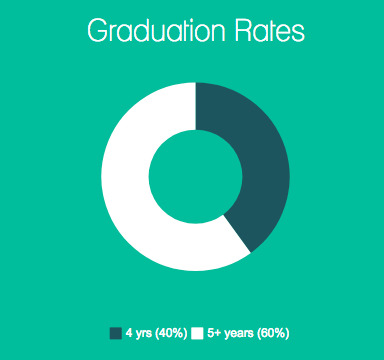 Graduation Rates
4 yrs (40%) 5+ years (60%)